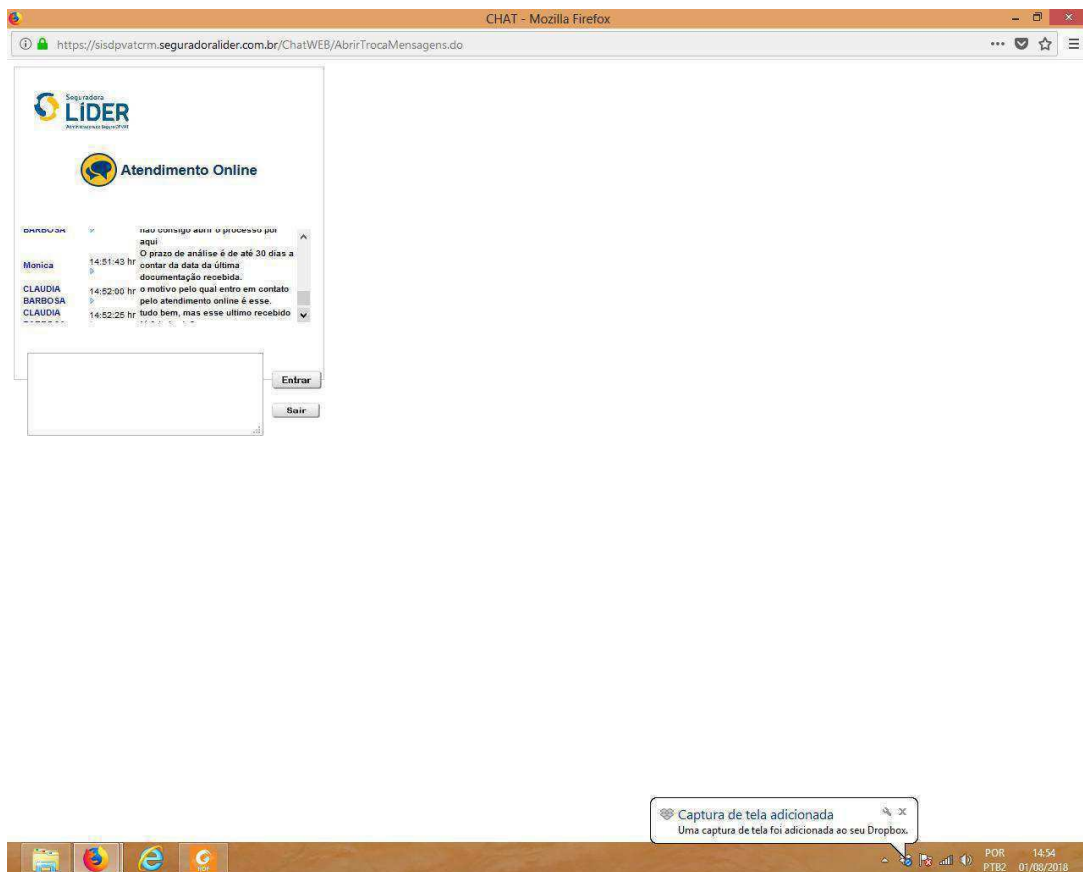 CHAT - Mozilla Firefox
https://sisdpvatcrm.seguradoralider.com.br/ChatWEB/AbrirTrocaMensagens.do
Seguradora
LÍDER
Atendimento Online
BARBOSA não consigo abrir o processo por
aqui
Monica 14:51:43 hr O prazo de análise é de até 30 dias a
contar da data da última
documentação recebida.
CLAUDIA 14:52:00 hr o motivo pelo qual entro em contato
BARBOSA pelo atendimento online é esse.
CLAUDIA 14:52:25 hr tudo bem, mas esse ultimo recebido
Entrar
Sair
Captura de tela adicionada
Uma captura de tela foi adicionada ao seu Dropbox.
POR 14:54
PTB2 01/08/2018